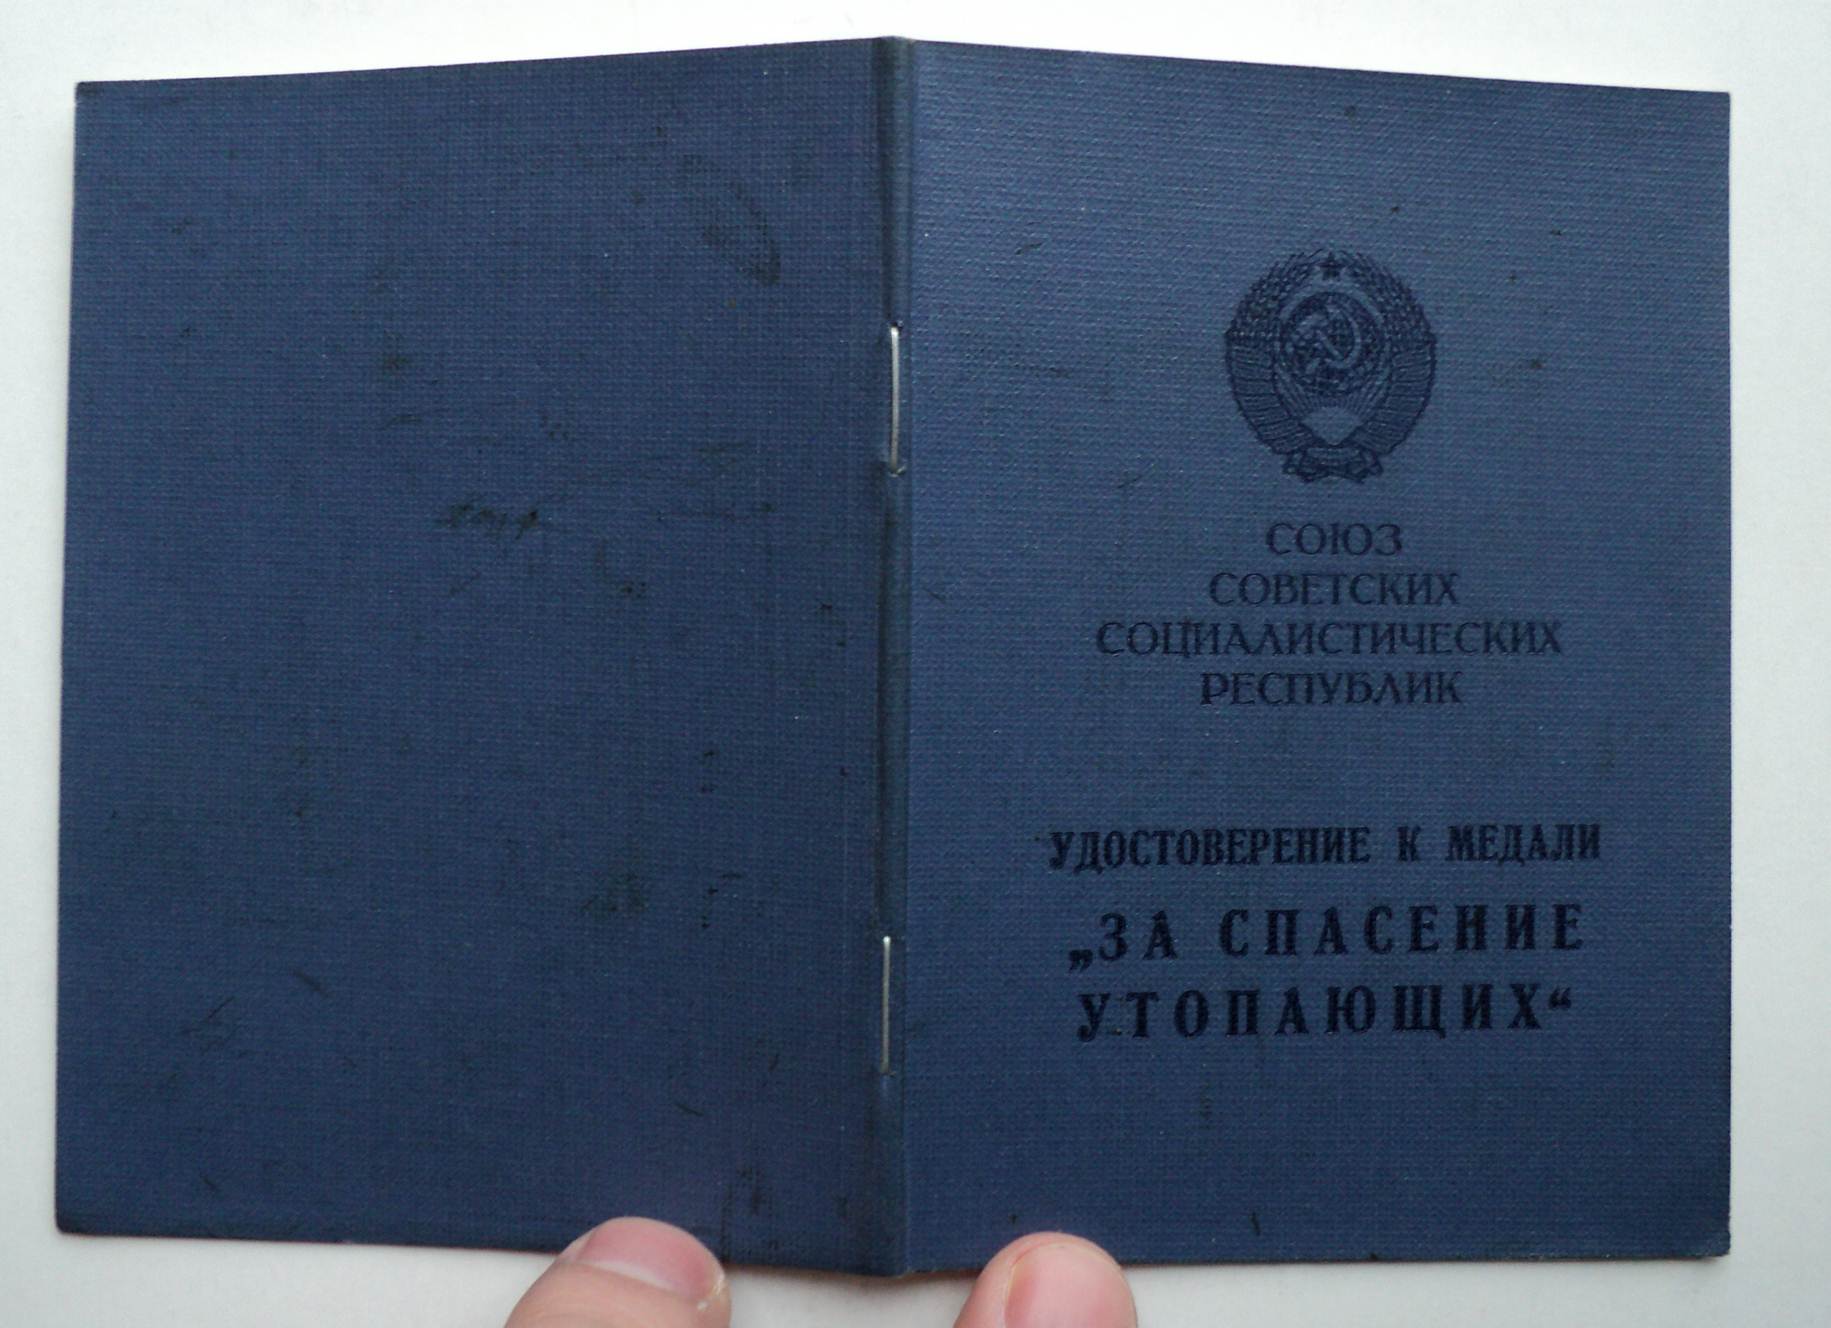 СОЮЗ
СОВЕТСКИХ
СОЦИАЛИСТИЧЕСКИХ
РЕСПУБЛИК
УДОСТОВЕРЕНИЕ К МЕДАЛИ
„ЗА СПАСЕНИЕ
УТОПАЮЩИХ“